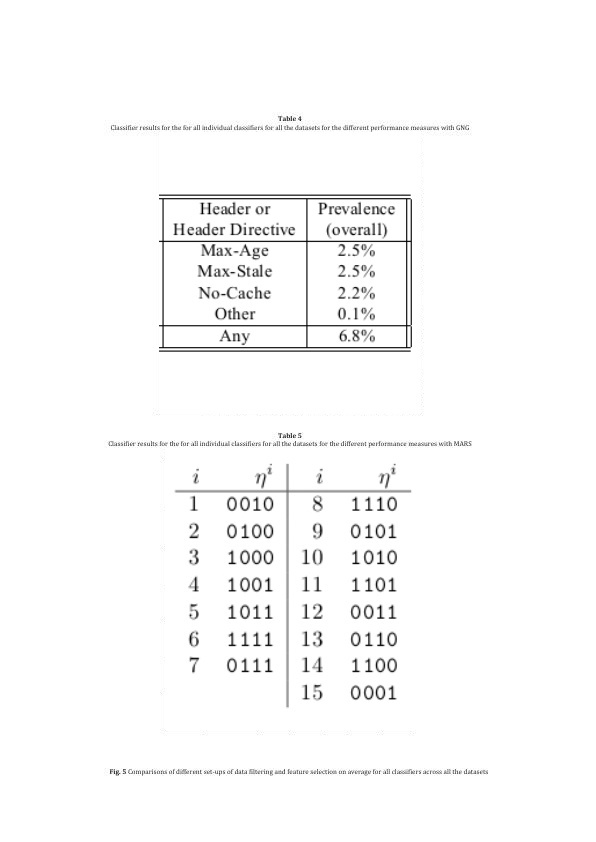 Table 4
Classifier results for the for all individual classifiers for all the datasets for the different performance measures with GNG
Header or Prevalence
Header Directive (overall)
Max-Age 2.5%
Max-Stale 2.5%
No-Cache 2.2%
Other 0.1%
Any 6.8%
Table 5
Classifier results for the for all individual classifiers for all the datasets for the different performance measures with MARS
i η^i i η^i
1 0010 8 1110
2 0100 9 0101
3 1000 10 1010
4 1001 11 1101
5 1011 12 0011
6 1111 13 0110
7 0111 14 1100
15 0001
Fig. 5 Comparisons of different set-ups of data filtering and feature selection on average for all classifiers across all the datasets